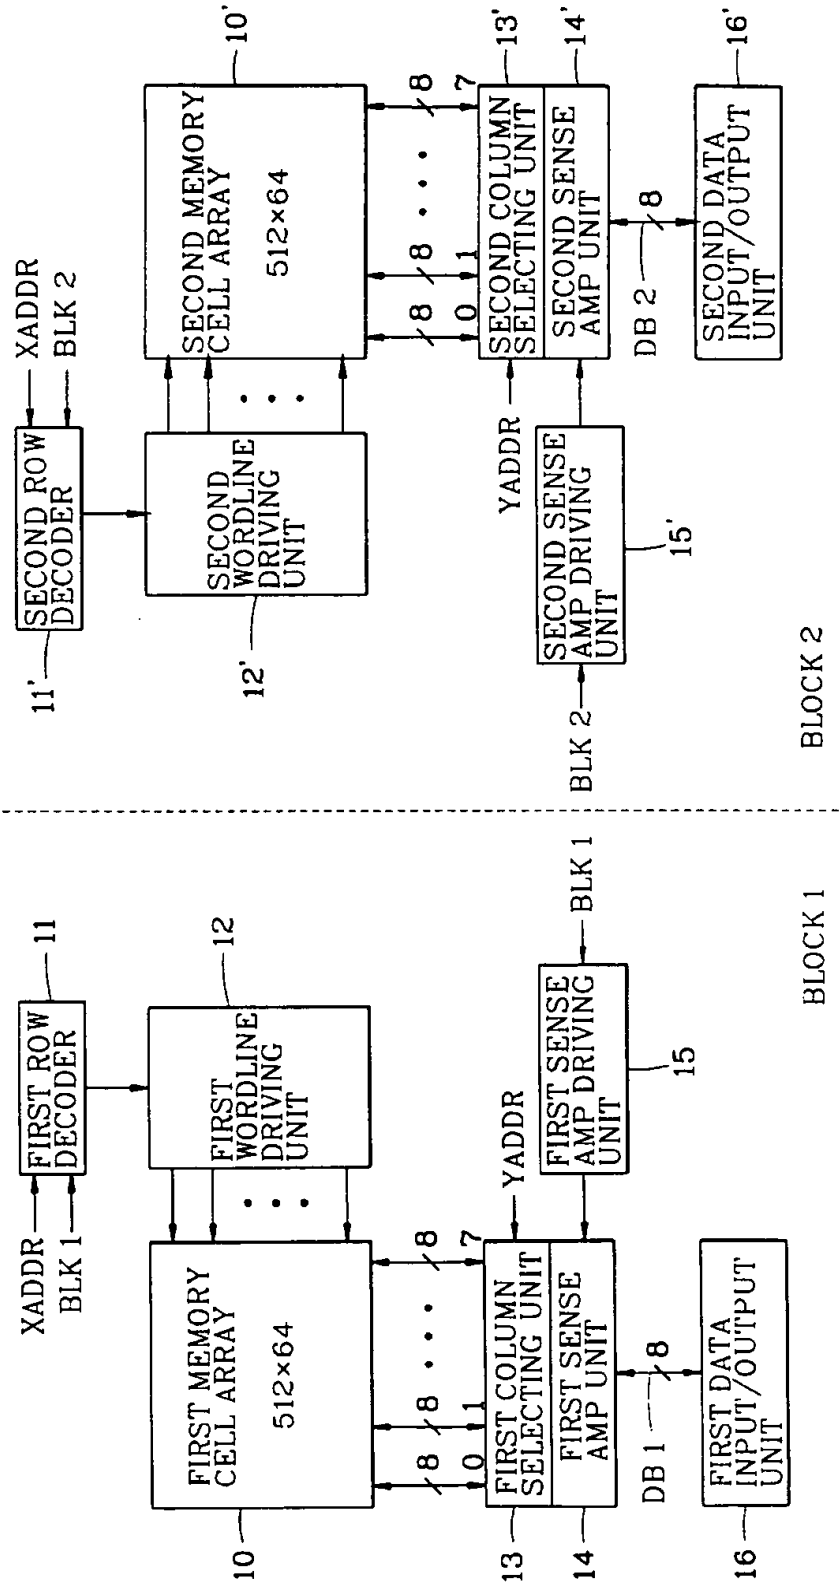 XADDR
BLK 1
FIRST ROW
DECODER
11
FIRST
WORDLINE
DRIVING
UNIT
12
FIRST MEMORY
CELL ARRAY
512×64
10
8
8
8
0
1
7
FIRST COLUMN
SELECTING UNIT
13
YADDR
FIRST SENSE
AMP UNIT
14
FIRST SENSE
AMP DRIVING
UNIT
15
BLK 1
DB 1
8
FIRST DATA
INPUT/OUTPUT
UNIT
16
BLOCK 1
XADDR
BLK 2
SECOND ROW
DECODER
11'
SECOND
WORDLINE
DRIVING
UNIT
12'
SECOND MEMORY
CELL ARRAY
512×64
10'
8
8
8
0
1
7
YADDR
SECOND COLUMN
SELECTING UNIT
13'
SECOND SENSE
AMP UNIT
14'
BLK 2
SECOND SENSE
AMP DRIVING
UNIT
15'
DB 2
8
SECOND DATA
INPUT/OUTPUT
UNIT
16'
BLOCK 2